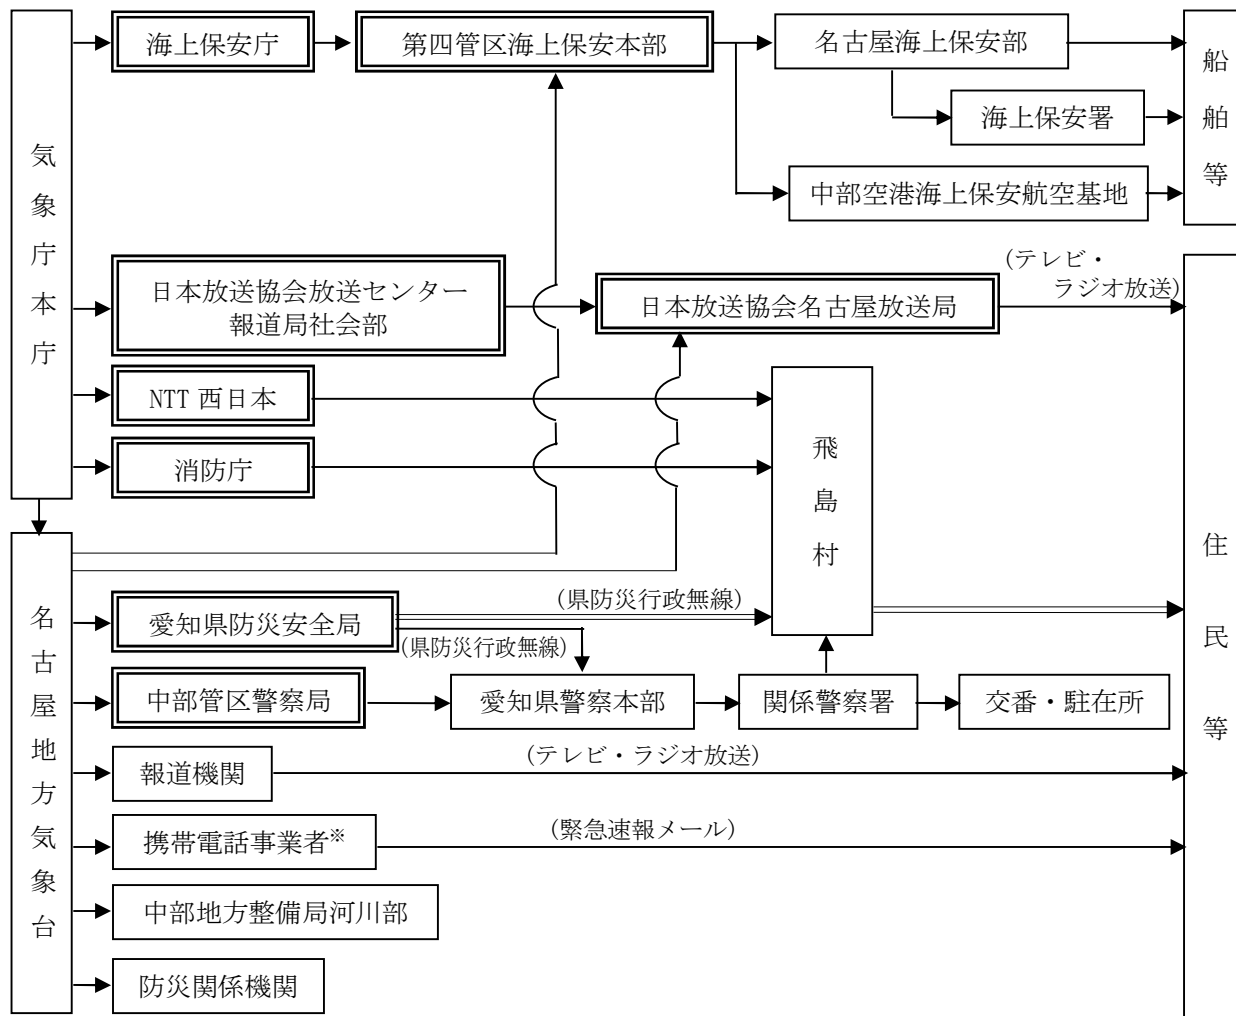 気象庁本庁
海上保安庁
第四管区海上保安本部
名古屋海上保安部
海上保安署
中部空港海上保安航空基地
船舶等
日本放送協会放送センター
報道局社会部
日本放送協会名古屋放送局
(テレビ・
ラジオ放送)
NTT 西日本
消防庁
飛島村
住民等
名古屋地方気象台
愛知県防災安全局
(県防災行政無線)
(県防災行政無線)
中部管区警察局
愛知県警察本部
関係警察署
交番・駐在所
報道機関
(テレビ・ラジオ放送)
携帯電話事業者※
(緊急速報メール)
中部地方整備局河川部
防災関係機関